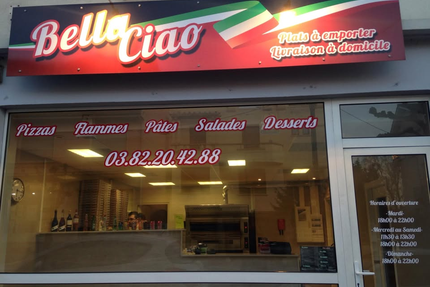 Bella
Ciao
Plats à emporter
Livraison à domicile
Pizzas Flammes Pâtes Salades Desserts
03.82.20.42.88
Horaires d'ouverture
- Mardi
18h00 à 22h00
- Mercredi au Samedi
11h30 à 13h30
18h00 à 22h00
- Dimanche
18h00 à 22h00